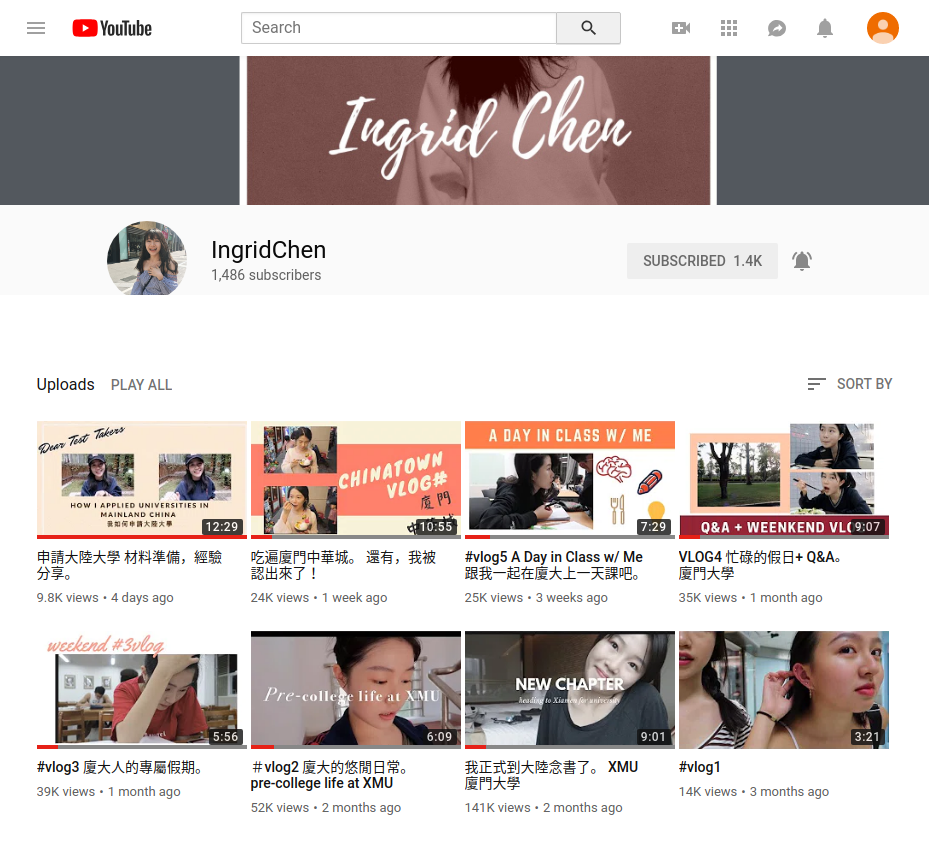 YouTube
Search
Ingrid Chen
IngridChen
1,486 subscribers
SUBSCRIBED 1.4K
Uploads PLAY ALL
SORT BY
Dear Test Takers
HOW I APPLIED UNIVERSITIES IN
MAINLAND CHINA
我如何申請大陸大學
12:29
申請大陸大學 材料準備，經驗
分享。
9.8K views • 4 days ago
CHINATOWN
VLOG#
廈門
10:55
吃遍廈門中華城。 還有，我被
認出來了！
24K views • 1 week ago
A DAY IN CLASS W/ ME
7:29
#vlog5 A Day in Class w/ Me
跟我一起在廈大上一天課吧。
25K views • 3 weeks ago
Q&A + WEENKEND VLO
9:07
VLOG4 忙碌的假日+ Q&A。
廈門大學
35K views • 1 month ago
weekend #3vlog
5:56
#vlog3 廈大人的專屬假期。
39K views • 1 month ago
Pre-college life at XMU
6:09
＃vlog2 廈大的悠閒日常。
pre-college life at XMU
52K views • 2 months ago
NEW CHAPTER
heading to Xiamen for university
9:01
我正式到大陸念書了。 XMU
廈門大學
141K views • 2 months ago
3:21
#vlog1
14K views • 3 months ago